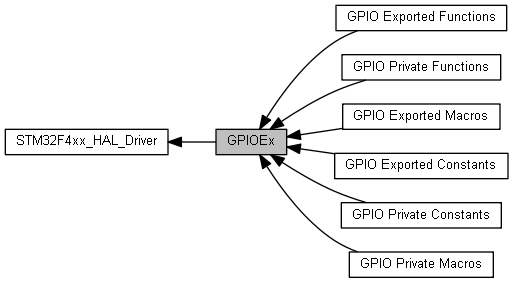 GPIO Exported Functions
GPIO Private Functions
GPIO Exported Macros
STM32F4xx_HAL_Driver
GPIOEx
GPIO Exported Constants
GPIO Private Constants
GPIO Private Macros